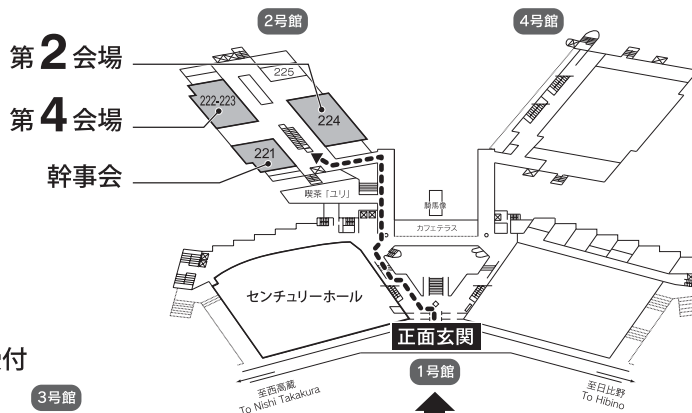 2号館
4号館
第2会場
225
222-223
第4会場
224
221
幹事会
喫茶「ユリ」
騎馬像
カフェテラス
センチュリーホール
正面玄関
付
1号館
3号館
至西高蔵
To Nishi Takakura
至日比野
To Hibino